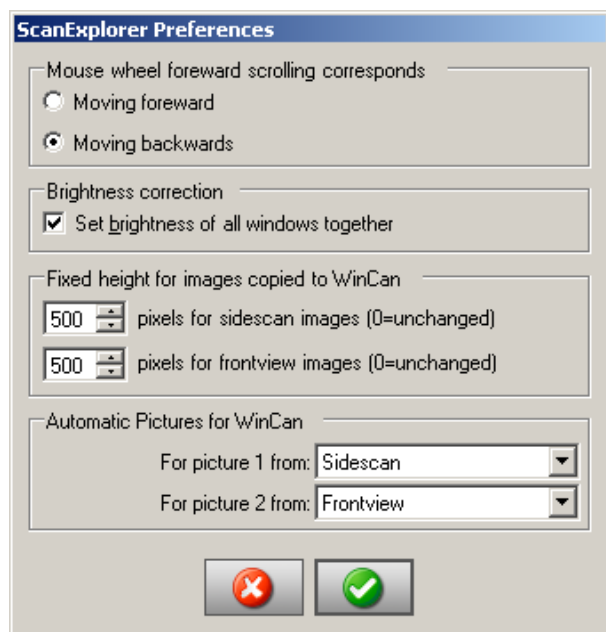 ScanExplorer Preferences
Mouse wheel foreward scrolling corresponds
Moving foreward
Moving backwards
Brightness correction
Set brightness of all windows together
Fixed height for images copied to WinCan
500 pixels for sidescan images (0=unchanged)
500 pixels for frontview images (0=unchanged)
Automatic Pictures for WinCan
For picture 1 from: Sidescan
For picture 2 from: Frontview